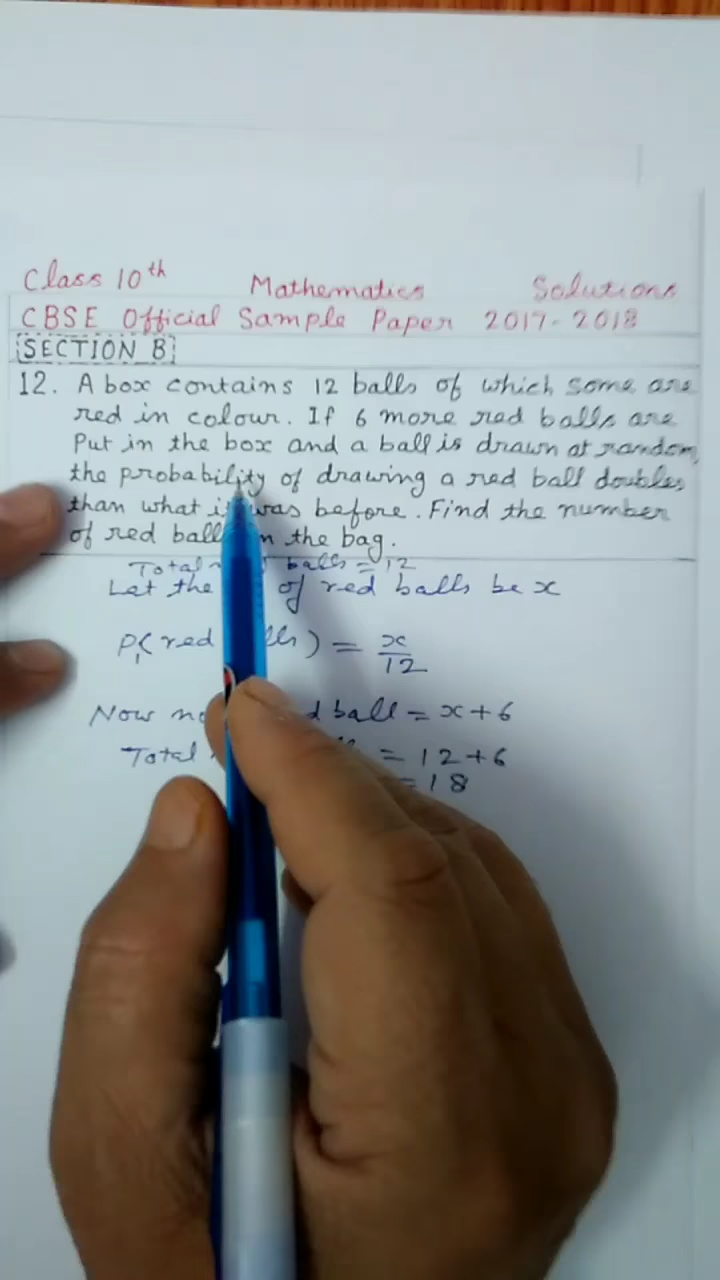 Class 10th Mathematics Solutions
CBSE Official Sample Paper 2017-2018
SECTION B
12. A box contains 12 balls of which some are
red in colour. If 6 more red balls are
Put in the box and a ball is drawn at random,
the probability of drawing a red ball doubles
than what is was before. Find the number
of red ball in the bag.
Total balls = 12
Let the of red balls be x
P(red = x/12
Now ball = x+6
Total = 12+6
= 18